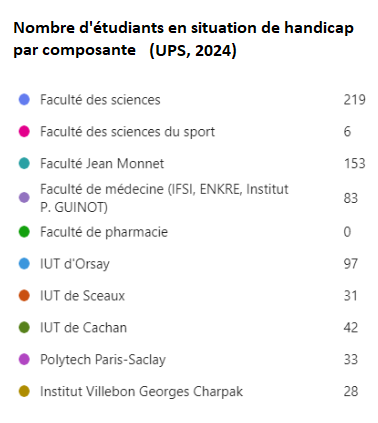 Nombre d'étudiants en situation de handicap
par composante (UPS, 2024)
Faculté des sciences 219
Faculté des sciences du sport 6
Faculté Jean Monnet 153
Faculté de médecine (IFSI, ENKRE, Institut
P. GUINOT) 83
Faculté de pharmacie 0
IUT d'Orsay 97
IUT de Sceaux 31
IUT de Cachan 42
Polytech Paris-Saclay 33
Institut Villebon Georges Charpak 28